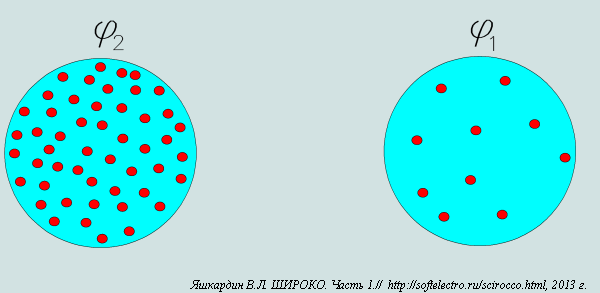 φ2
φ1
Яшкардин В.Л. ШИРОКО. Часть 1.// http://softelectro.ru/scirocco.html, 2013 г.